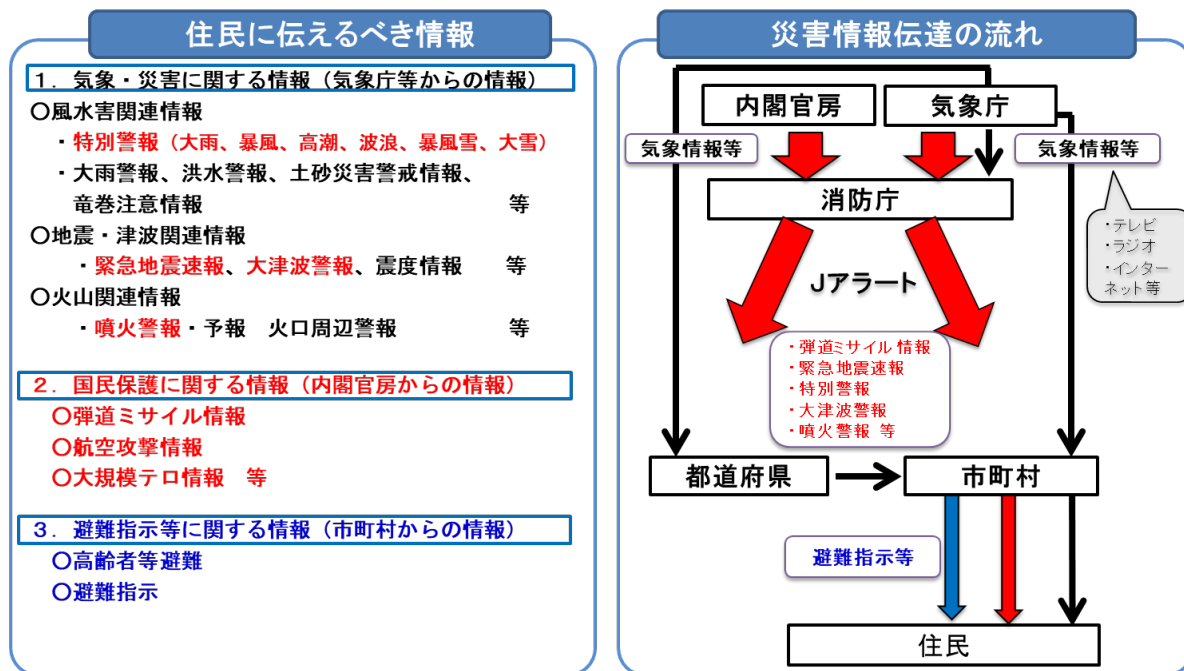 住民に伝えるべき情報
1．気象・災害に関する情報（気象庁等からの情報）
〇風水害関連情報
・特別警報（大雨、暴風、高潮、波浪、暴風雪、大雪）
・大雨警報、洪水警報、土砂災害警戒情報、
竜巻注意情報 等
〇地震・津波関連情報
・緊急地震速報、大津波警報、震度情報 等
〇火山関連情報
・噴火警報・予報 火口周辺警報 等
2．国民保護に関する情報（内閣官房からの情報）
〇弾道ミサイル情報
〇航空攻撃情報
〇大規模テロ情報 等
3．避難指示等に関する情報（市町村からの情報）
〇高齢者等避難
〇避難指示
災害情報伝達の流れ
内閣官房
気象庁
気象情報等
気象情報等
消防庁
・テレビ
・ラジオ
・インター
ネット等
Jアラート
・弾道ミサイル情報
・緊急地震速報
・特別警報
・大津波警報
・噴火警報 等
都道府県
市町村
避難指示等
住民